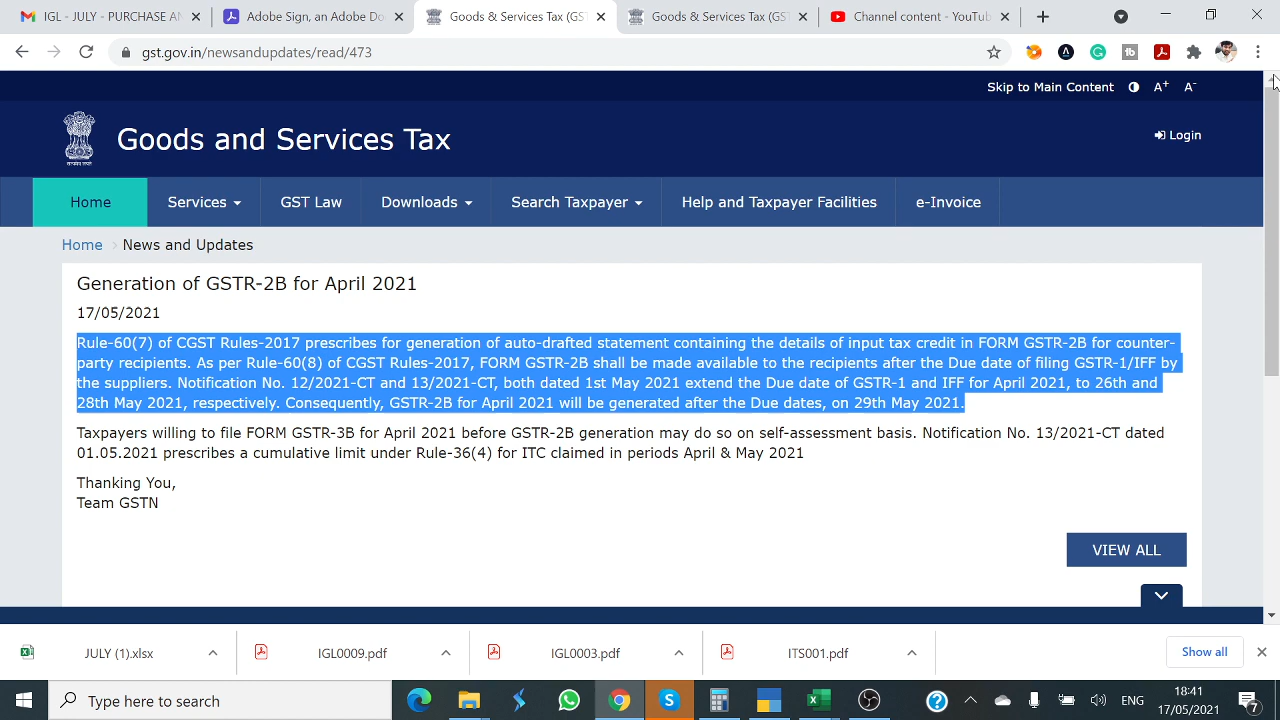 IGL - JULY - PURCHASE AN
Adobe Sign, an Adobe Do
Goods & Services Tax (GS
Goods & Services Tax (GST
Channel content - YouTub
gst.gov.in/newsandupdates/read/473
Skip to Main Content A+ A-
सत्यमेव जयते
Goods and Services Tax
Login
Home Services GST Law Downloads Search Taxpayer Help and Taxpayer Facilities e-Invoice
Home > News and Updates
Generation of GSTR-2B for April 2021
17/05/2021
Rule-60(7) of CGST Rules-2017 prescribes for generation of auto-drafted statement containing the details of input tax credit in FORM GSTR-2B for counter-
party recipients. As per Rule-60(8) of CGST Rules-2017, FORM GSTR-2B shall be made available to the recipients after the Due date of filing GSTR-1/IFF by
the suppliers. Notification No. 12/2021-CT and 13/2021-CT, both dated 1st May 2021 extend the Due date of GSTR-1 and IFF for April 2021, to 26th and
28th May 2021, respectively. Consequently, GSTR-2B for April 2021 will be generated after the Due dates, on 29th May 2021.
Taxpayers willing to file FORM GSTR-3B for April 2021 before GSTR-2B generation may do so on self-assessment basis. Notification No. 13/2021-CT dated
01.05.2021 prescribes a cumulative limit under Rule-36(4) for ITC claimed in periods April & May 2021
Thanking You,
Team GSTN
VIEW ALL
JULY (1).xlsx
IGL0009.pdf
IGL0003.pdf
ITS001.pdf
Show all
Type here to search
ENG
18:41
17/05/2021
7